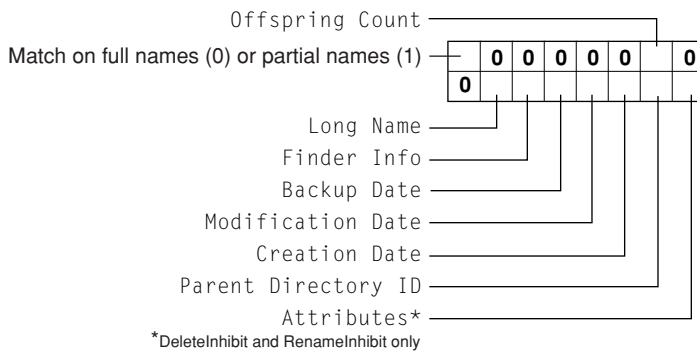 Offspring Count
Match on full names (0) or partial names (1)
0 0 0 0 0 0
0
Long Name
Finder Info
Backup Date
Modification Date
Creation Date
Parent Directory ID
Attributes*
*DeleteInhibit and RenameInhibit only